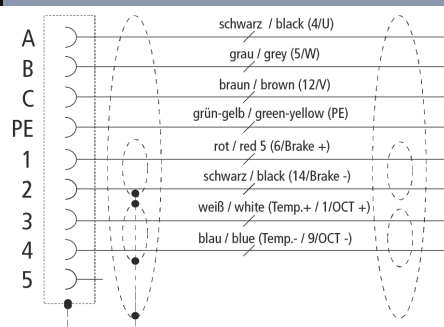 A schwarz / black (4/U)
B grau / grey (5/W)
C braun / brown (12/V)
PE grün-gelb / green-yellow (PE)
1 rot / red 5 (6/Brake +)
2 schwarz / black (14/Brake -)
3 weiß / white (Temp.+ / 1/OCT +)
4 blau / blue (Temp.- / 9/OCT -)
5